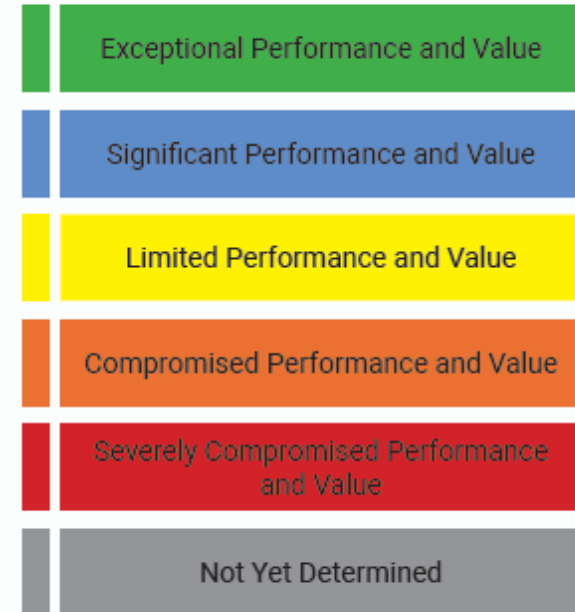 Exceptional Performance and Value
Significant Performance and Value
Limited Performance and Value
Compromised Performance and Value
Severely Compromised Performance
and Value
Not Yet Determined